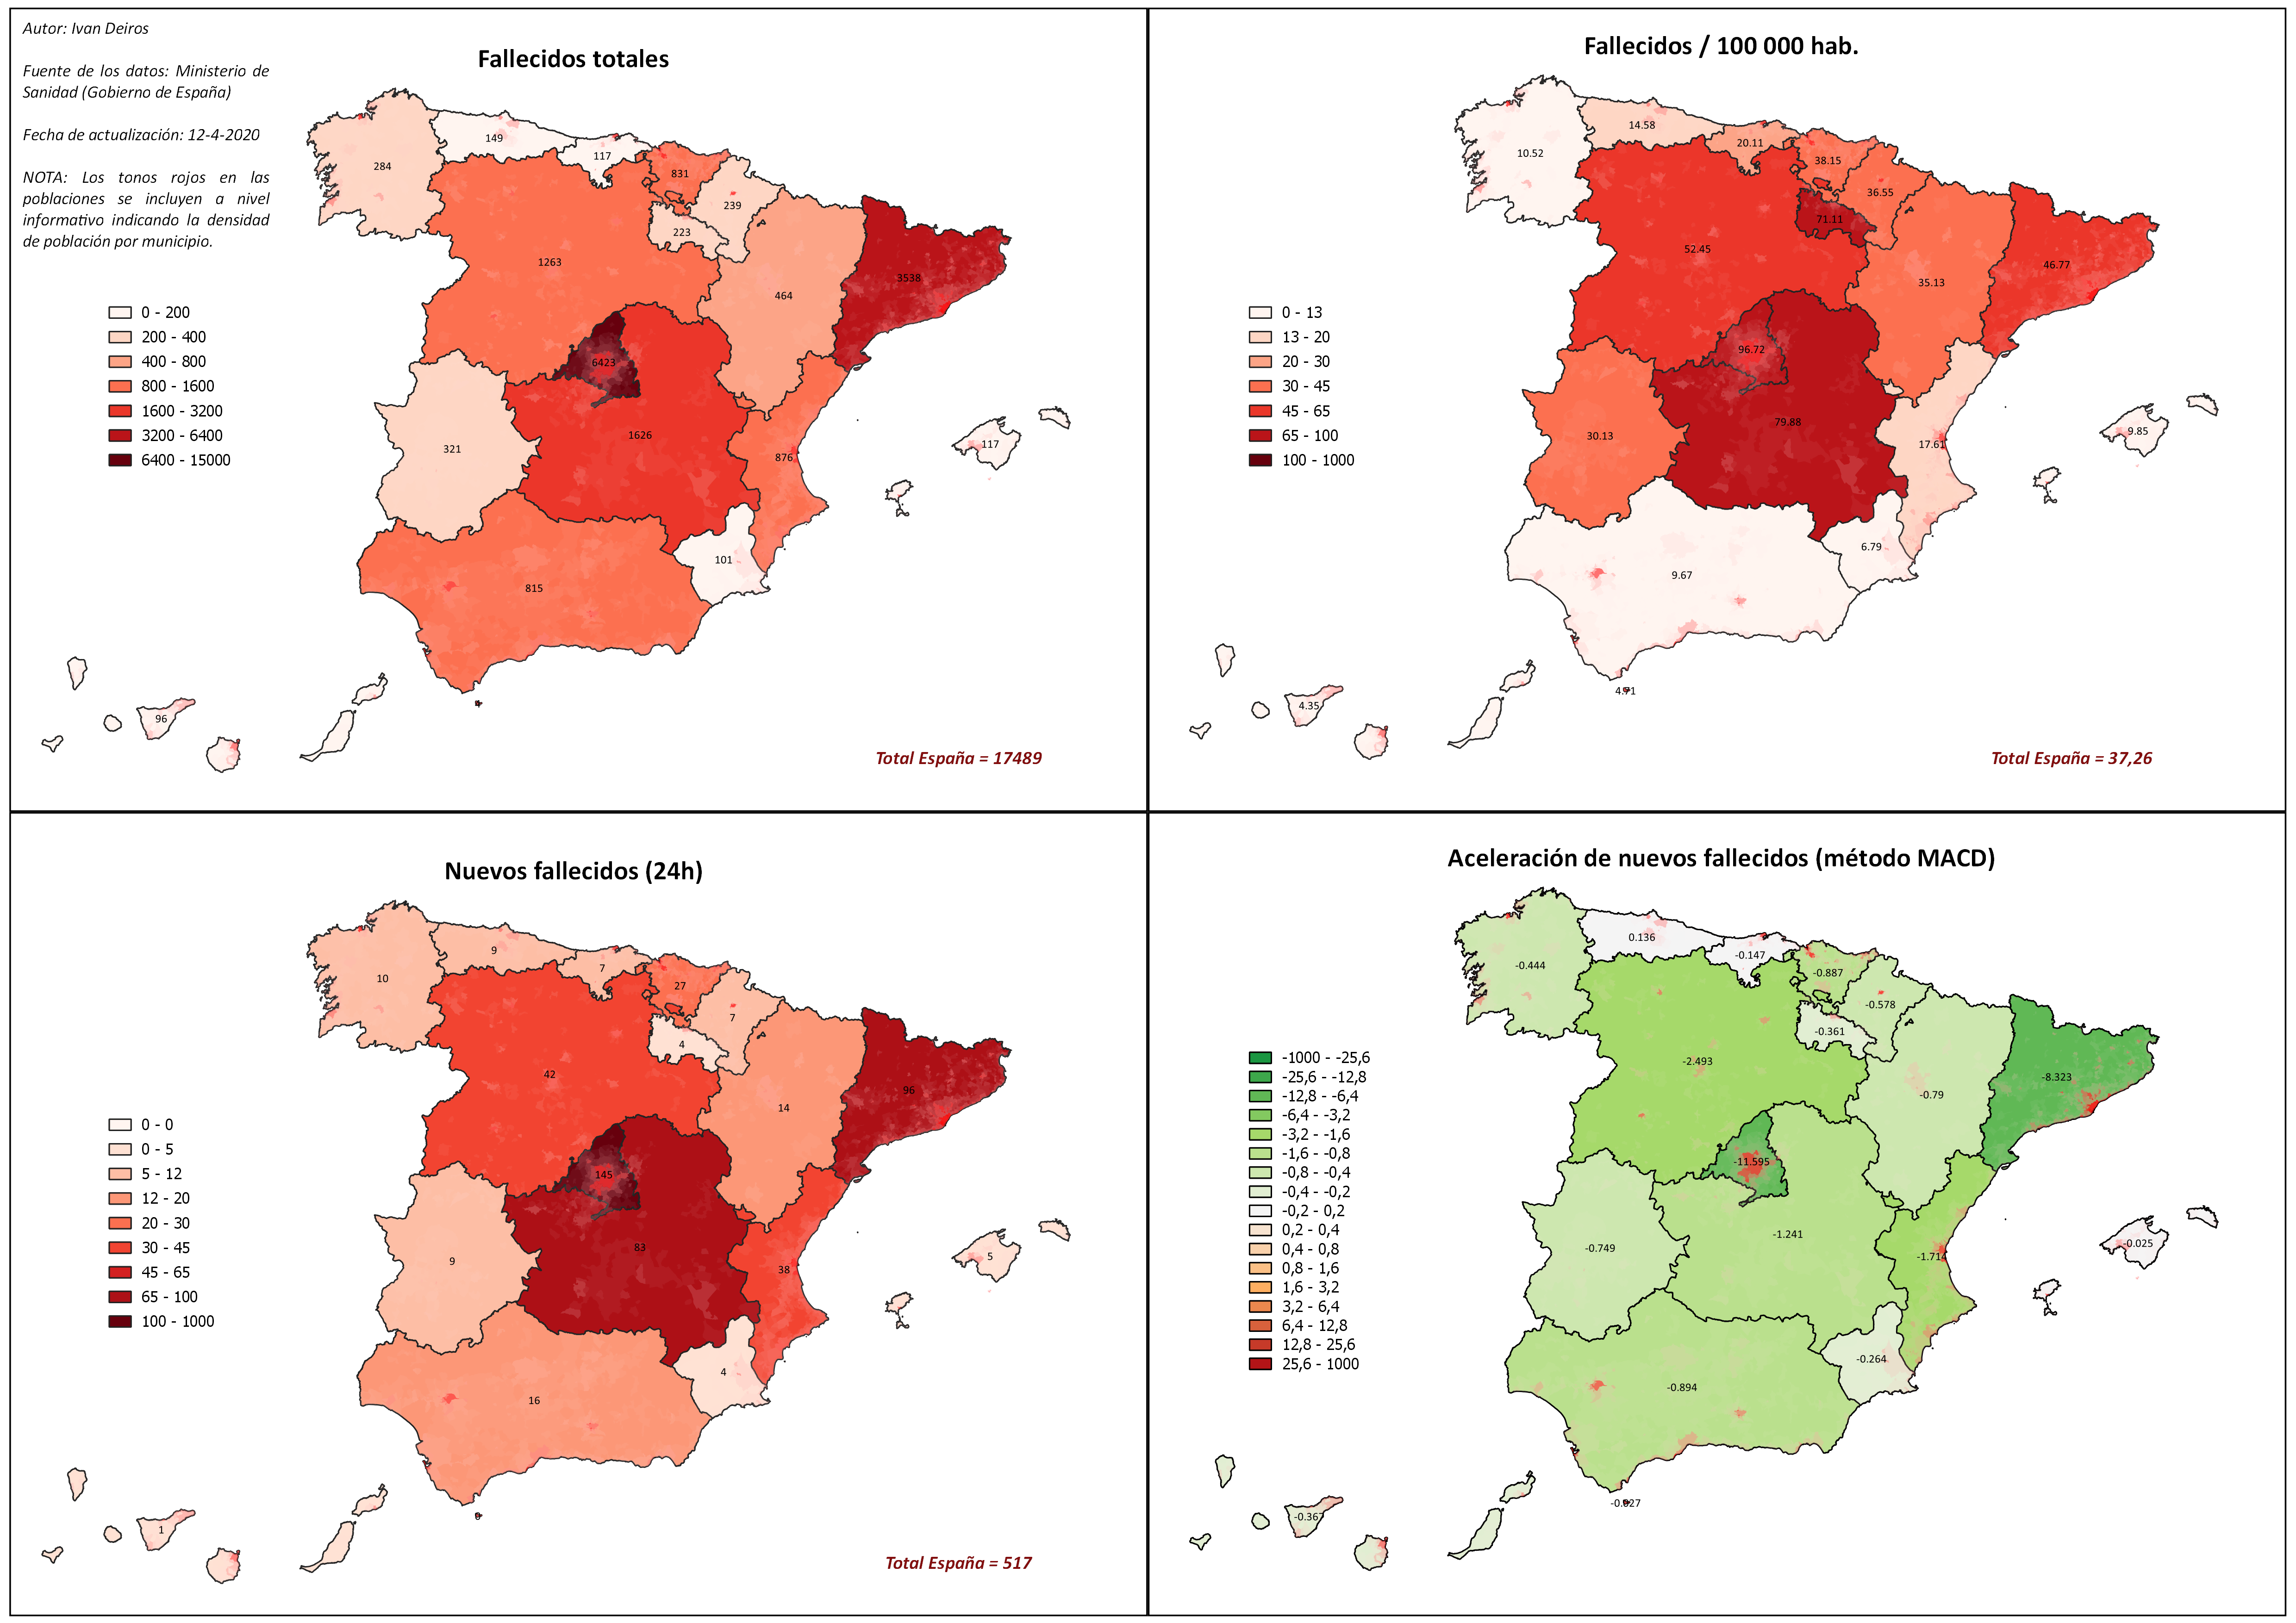 Autor: Ivan Deiros
Fuente de los datos: Ministerio de
Sanidad (Gobierno de España)
Fecha de actualización: 12-4-2020
NOTA: Los tonos rojos en las
poblaciones se incluyen a nivel
informativo indicando la densidad
de población por municipio.
Fallecidos totales
0 - 200
200 - 400
400 - 800
800 - 1600
1600 - 3200
3200 - 6400
6400 - 15000
149
117
284
831
239
223
1263
3538
464
6423
1626
321
117
876
101
815
96
Total España = 17489
Fallecidos / 100 000 hab.
0 - 13
13 - 20
20 - 30
30 - 45
45 - 65
65 - 100
100 - 1000
14.58
20.11
10.52
38.15
36.55
71.11
52.45
46.77
35.13
96.72
79.88
30.13
9.85
17.61
6.79
9.67
4.71
4.35
Total España = 37,26
Nuevos fallecidos (24h)
0 - 0
0 - 5
5 - 12
12 - 20
20 - 30
30 - 45
45 - 65
65 - 100
100 - 1000
9
7
10
27
7
4
42
96
14
145
83
9
5
38
4
16
1
Total España = 517
Aceleración de nuevos fallecidos (método MACD)
-1000 - -25,6
-25,6 - -12,8
-12,8 - -6,4
-6,4 - -3,2
-3,2 - -1,6
-1,6 - -0,8
-0,8 - -0,4
-0,4 - -0,2
-0,2 - 0,2
0,2 - 0,4
0,4 - 0,8
0,8 - 1,6
1,6 - 3,2
3,2 - 6,4
6,4 - 12,8
12,8 - 25,6
25,6 - 1000
0.136
-0.147
-0.444
-0.887
-0.578
-0.361
-2.493
-8.323
-0.79
-11.595
-1.241
-0.749
-0.025
-1.714
-0.264
-0.894
-0.367